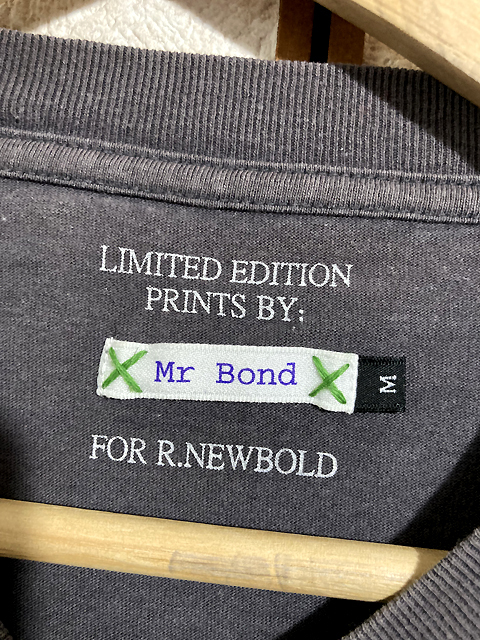 LIMITED EDITION
PRINTS BY:
Mr Bond
M
FOR R.NEWBOLD